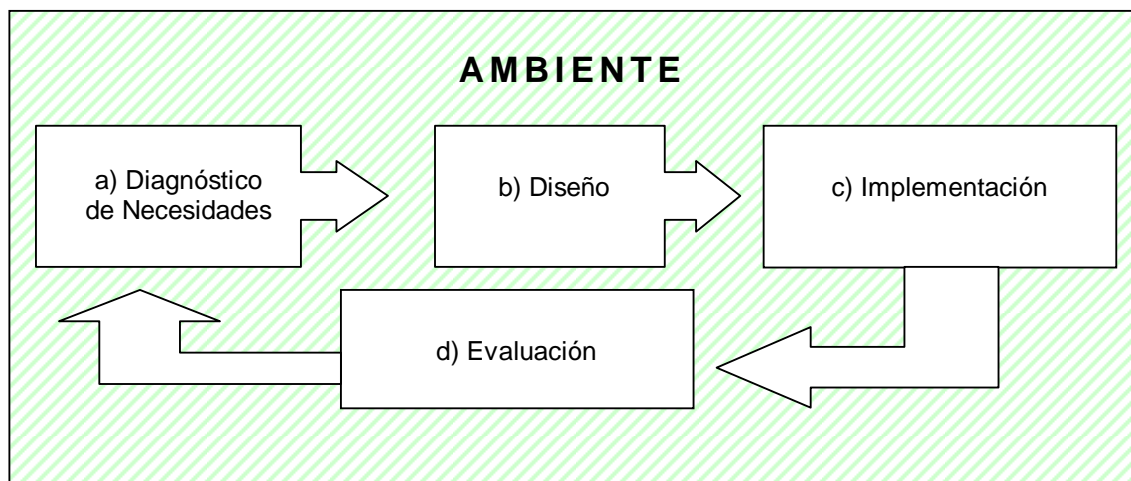 AMBIENTE
a) Diagnóstico
de Necesidades
b) Diseño
c) Implementación
d) Evaluación